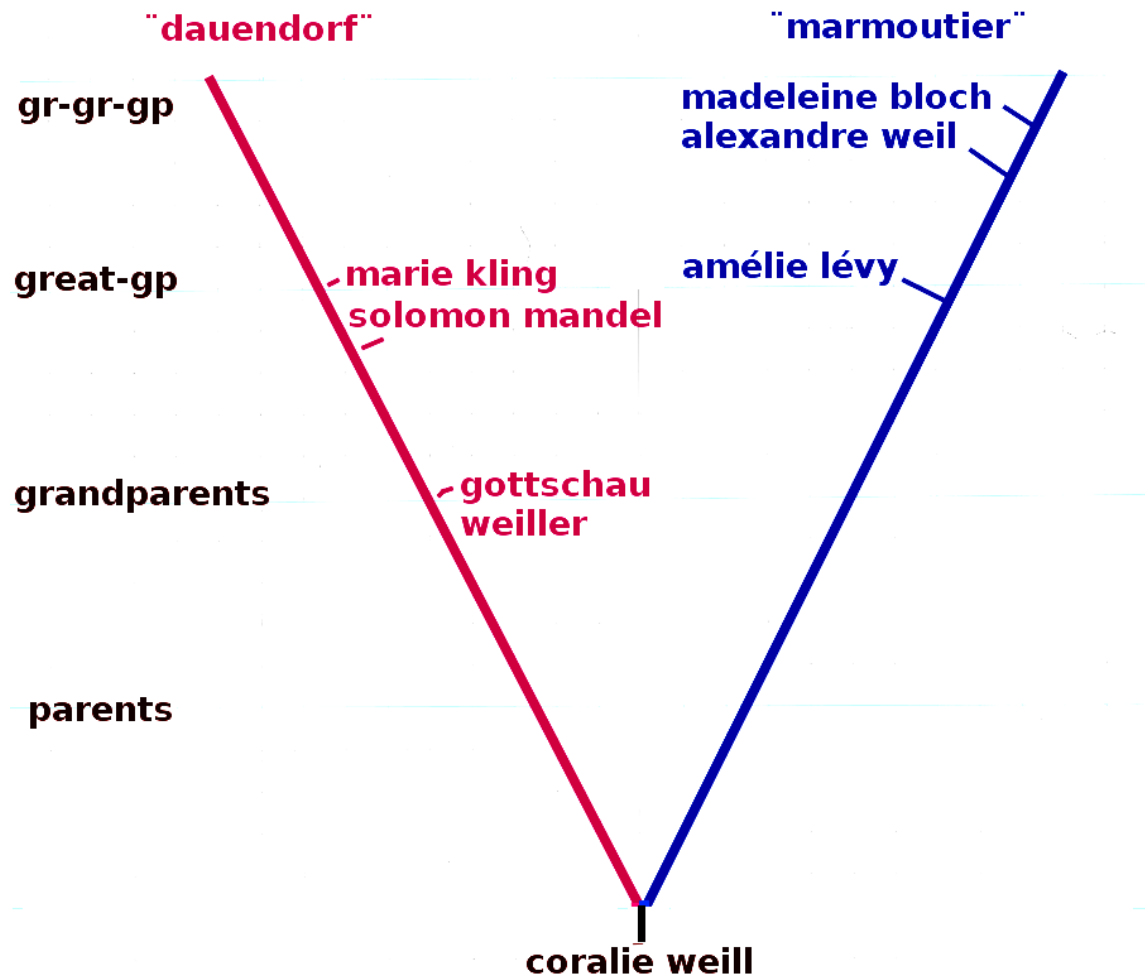 ¨dauendorf¨
¨marmoutier¨
gr-gr-gp
madeleine bloch
alexandre weil
great-gp
marie kling
solomon mandel
amélie lévy
grandparents
gottschau
weiller
parents
coralie weill